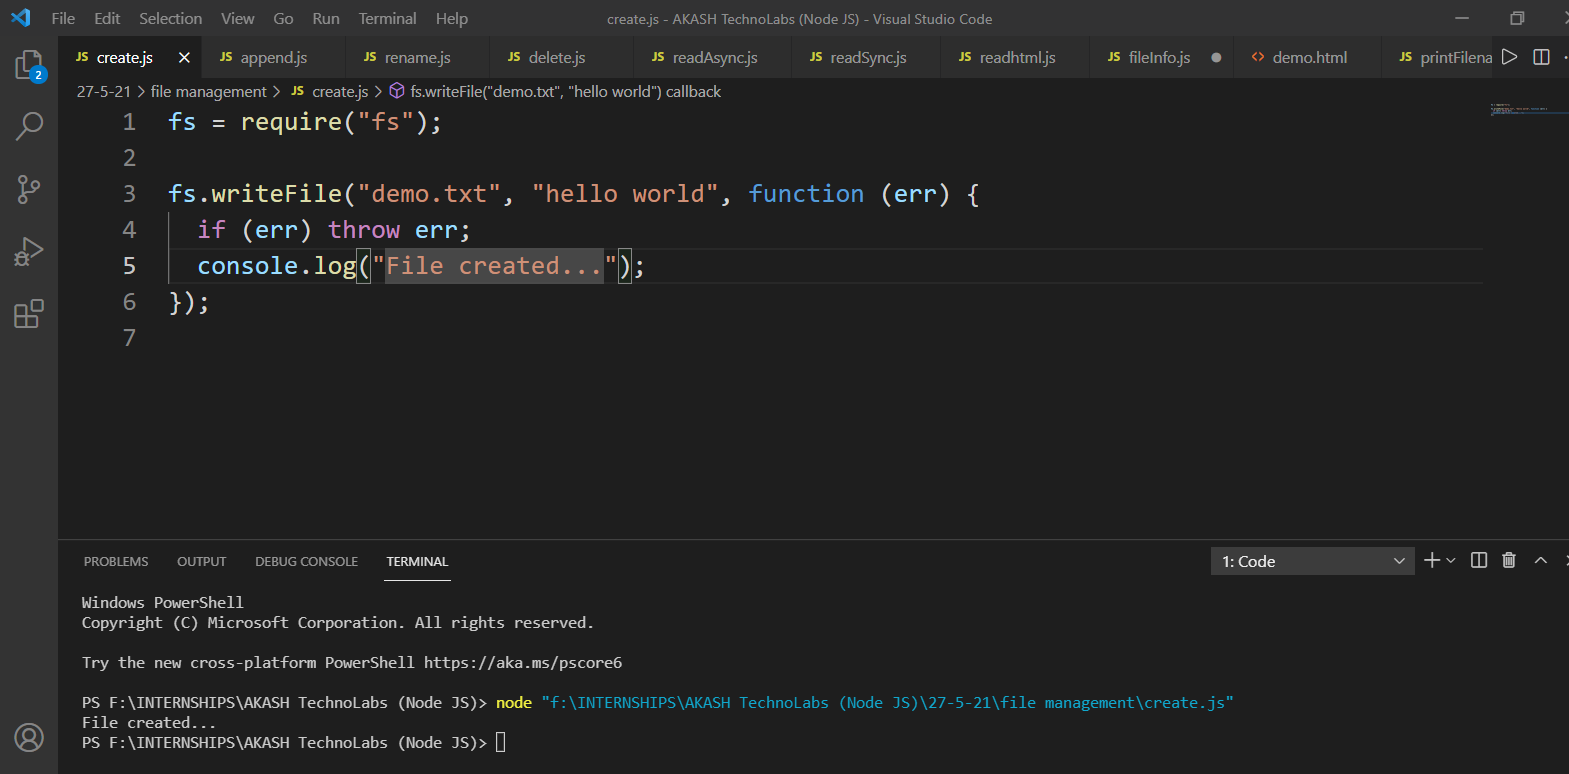 File Edit Selection View Go Run Terminal Help create.js - AKASH TechnoLabs (Node JS) - Visual Studio Code
2
JS create.js JS append.js JS rename.js JS delete.js JS readAsync.js JS readSync.js JS readhtml.js JS fileInfo.js <> demo.html JS printFilena
27-5-21 > file management > JS create.js > fs.writeFile("demo.txt", "hello world") callback
1 fs = require("fs");
2
3 fs.writeFile("demo.txt", "hello world", function (err) {
4 if (err) throw err;
5 console.log("File created...");
6 });
7
PROBLEMS OUTPUT DEBUG CONSOLE TERMINAL 1: Code
Windows PowerShell
Copyright (C) Microsoft Corporation. All rights reserved.
Try the new cross-platform PowerShell https://aka.ms/pscore6
PS F:\INTERNSHIPS\AKASH TechnoLabs (Node JS)> node "f:\INTERNSHIPS\AKASH TechnoLabs (Node JS)\27-5-21\file management\create.js"
File created...
PS F:\INTERNSHIPS\AKASH TechnoLabs (Node JS)>